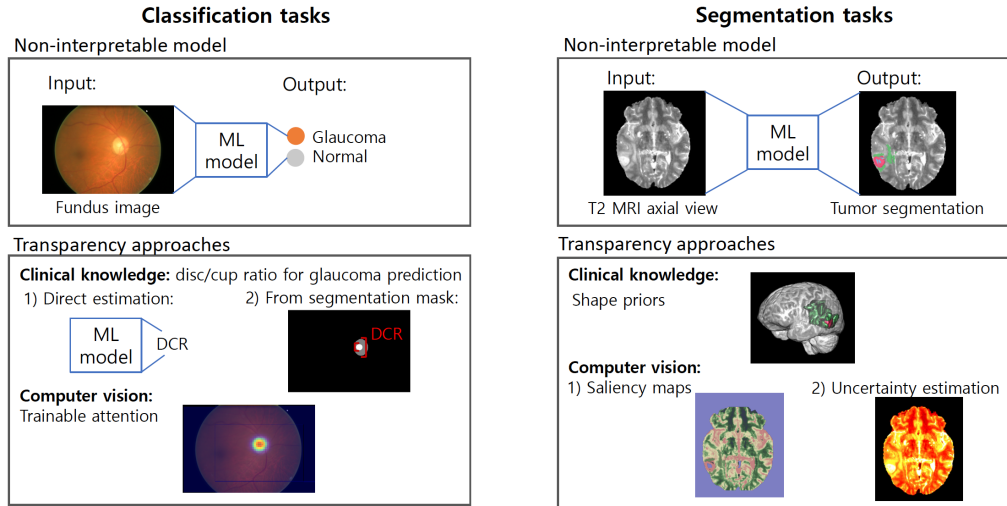 Classification tasks
Non-interpretable model
Input:
Output:
ML
model
Glaucoma
Normal
Fundus image
Transparency approaches
Clinical knowledge: disc/cup ratio for glaucoma prediction
1) Direct estimation:
2) From segmentation mask:
ML
model
DCR
DCR
Computer vision:
Trainable attention
Segmentation tasks
Non-interpretable model
Input:
Output:
ML
model
T2 MRI axial view
Tumor segmentation
Transparency approaches
Clinical knowledge:
Shape priors
Computer vision:
1) Saliency maps
2) Uncertainty estimation